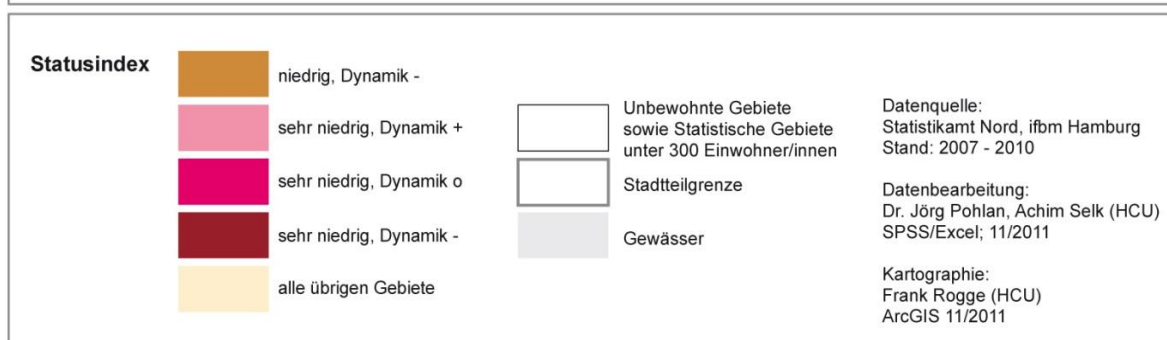 Statusindex
niedrig, Dynamik -
sehr niedrig, Dynamik +
sehr niedrig, Dynamik o
sehr niedrig, Dynamik -
alle übrigen Gebiete
Unbewohnte Gebiete
sowie Statistische Gebiete
unter 300 Einwohner/innen
Stadtteilgrenze
Gewässer
Datenquelle:
Statistikamt Nord, ifbm Hamburg
Stand: 2007 - 2010
Datenbearbeitung:
Dr. Jörg Pohlan, Achim Selk (HCU)
SPSS/Excel; 11/2011
Kartographie:
Frank Rogge (HCU)
ArcGIS 11/2011